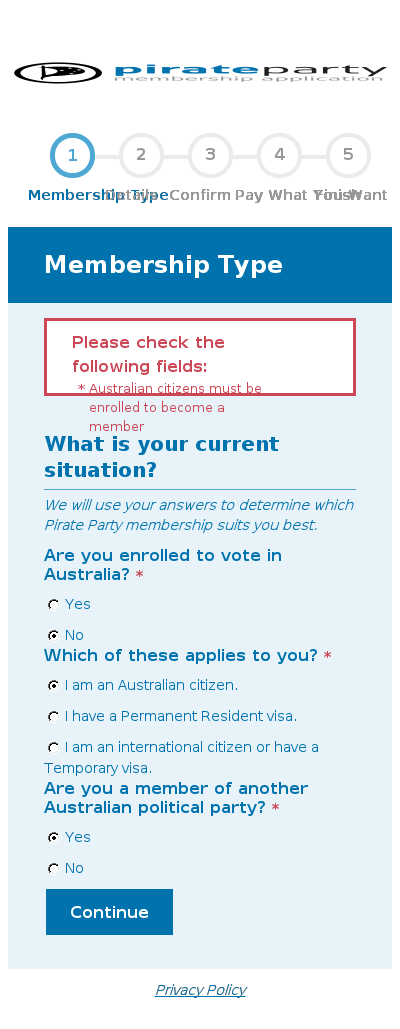 pirateparty
membership application
1 2 3 4 5
Membership Type Details Confirm Pay What You Want Finish
Membership Type
Please check the
following fields:
* Australian citizens must be
enrolled to become a
member
What is your current
situation?
We will use your answers to determine which
Pirate Party membership suits you best.
Are you enrolled to vote in
Australia? *
Yes
No
Which of these applies to you? *
I am an Australian citizen.
I have a Permanent Resident visa.
I am an international citizen or have a
Temporary visa.
Are you a member of another
Australian political party? *
Yes
No
Continue
Privacy Policy